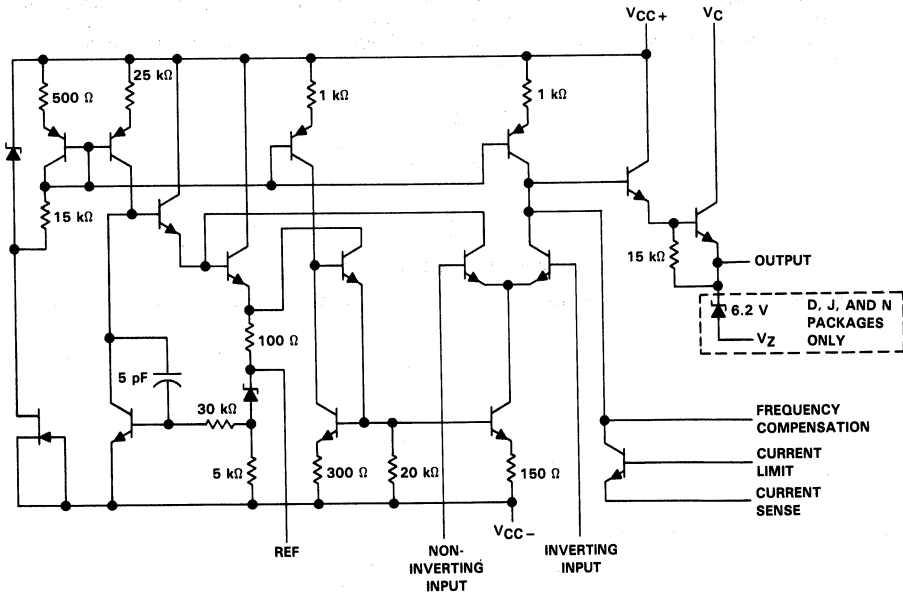 VCC+
VC
25 kΩ
500 Ω
1 kΩ
1 kΩ
15 kΩ
15 kΩ
OUTPUT
6.2 V
D, J, AND N
PACKAGES
ONLY
VZ
100 Ω
5 pF
30 kΩ
5 kΩ
300 Ω
20 kΩ
150 Ω
FREQUENCY
COMPENSATION
CURRENT
LIMIT
CURRENT
SENSE
VCC−
REF
NON-
INVERTING
INPUT
INVERTING
INPUT